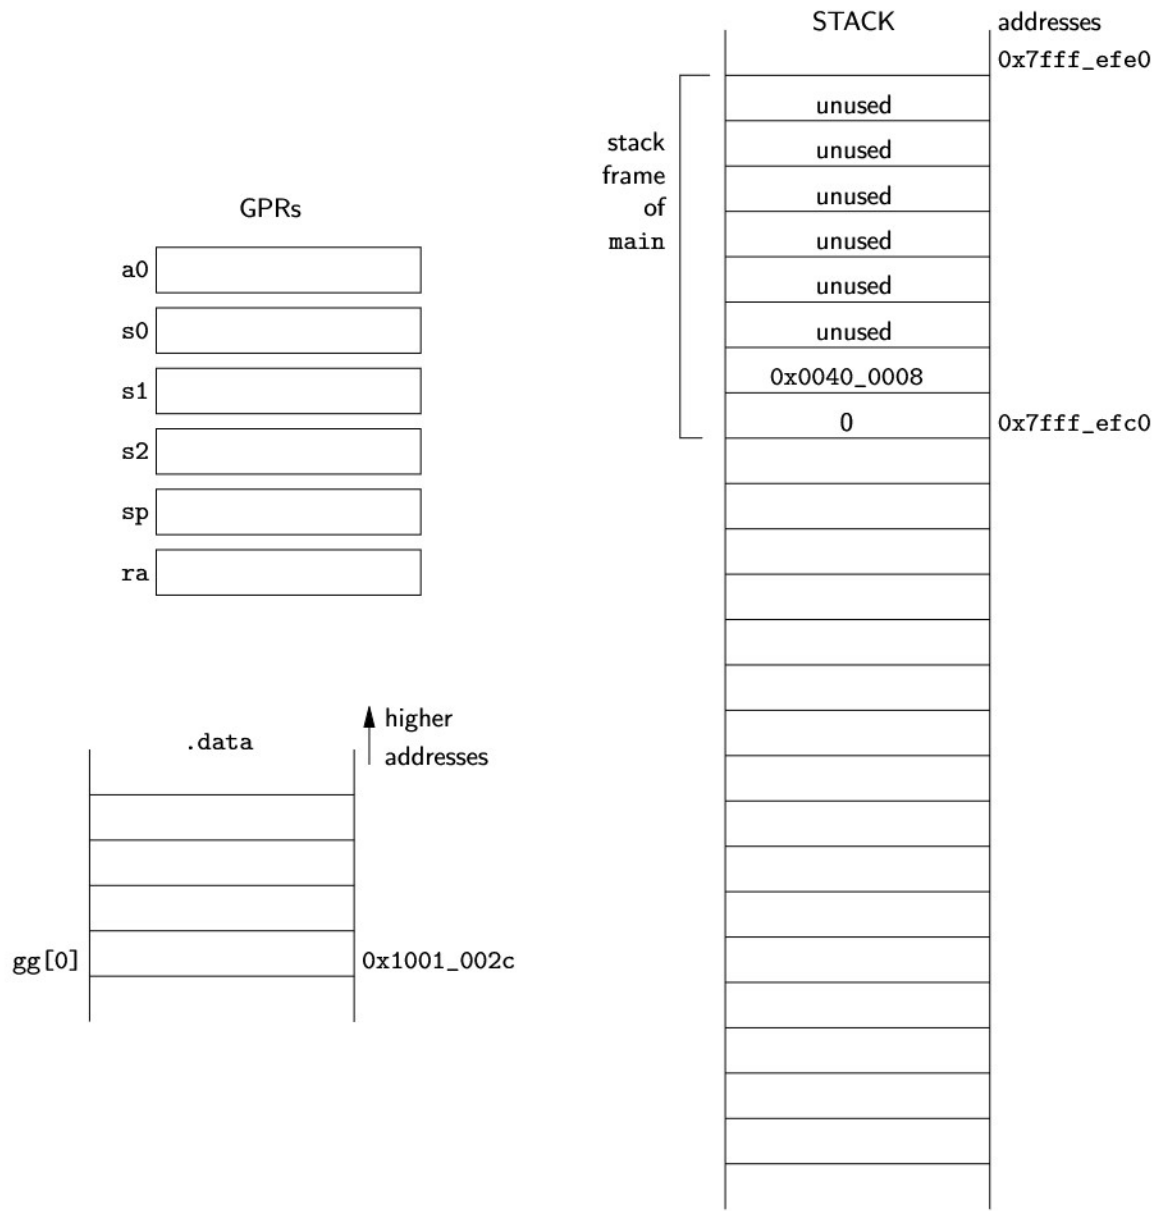 STACK
addresses
0x7fff_efe0
unused
unused
unused
unused
unused
unused
0x0040_0008
0
0x7fff_efc0
stack
frame
of
main
GPRs
a0
s0
s1
s2
sp
ra
higher
addresses
.data
gg[0]
0x1001_002c